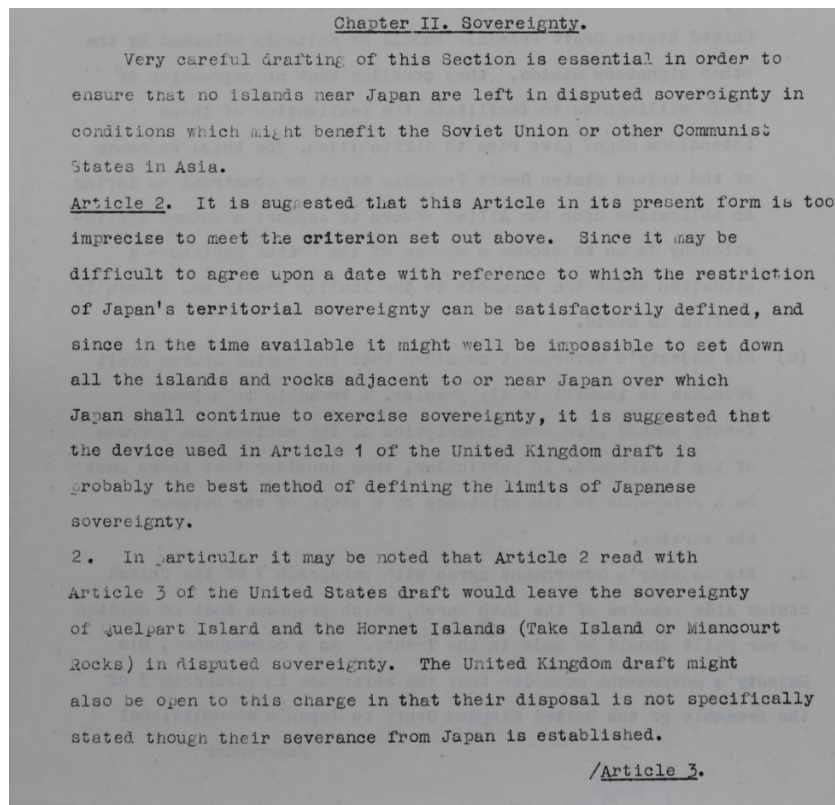 Chapter II. Sovereignty.
Very careful drafting of this Section is essential in order to
ensure that no islands near Japan are left in disputed sovereignty in
conditions which might benefit the Soviet Union or other Communist
States in Asia.
Article 2. It is suggested that this Article in its present form is too
imprecise to meet the criterion set out above. Since it may be
difficult to agree upon a date with reference to which the restriction
of Japan's territorial sovereignty can be satisfactorily defined, and
since in the time available it might well be impossible to set down
all the islands and rocks adjacent to or near Japan over which
Japan shall continue to exercise sovereignty, it is suggested that
the device used in Article 1 of the United Kingdom draft is
probably the best method of defining the limits of Japanese
sovereignty.
2. In particular it may be noted that Article 2 read with
Article 3 of the United States draft would leave the sovereignty
of Quelpart Islard and the Hornet Islands (Take Island or Miancourt
Rocks) in disputed sovereignty. The United Kingdom draft might
also be open to this charge in that their disposal is not specifically
stated though their severance from Japan is established.
/Article 3.